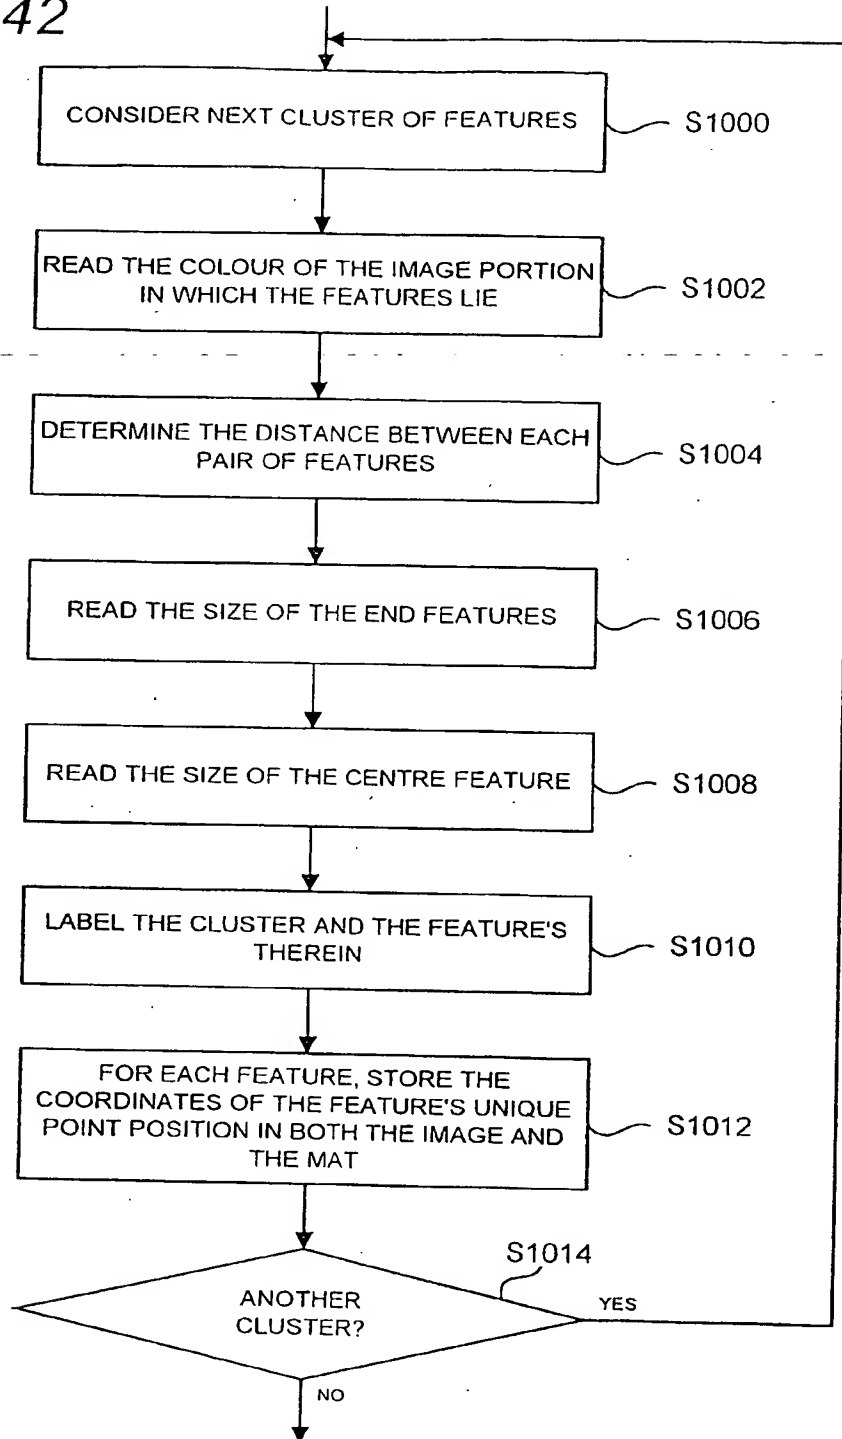 42
CONSIDER NEXT CLUSTER OF FEATURES
S1000
READ THE COLOUR OF THE IMAGE PORTION
IN WHICH THE FEATURES LIE
S1002
DETERMINE THE DISTANCE BETWEEN EACH
PAIR OF FEATURES
S1004
READ THE SIZE OF THE END FEATURES
S1006
READ THE SIZE OF THE CENTRE FEATURE
S1008
LABEL THE CLUSTER AND THE FEATURE'S
THEREIN
S1010
FOR EACH FEATURE, STORE THE
COORDINATES OF THE FEATURE'S UNIQUE
POINT POSITION IN BOTH THE IMAGE AND
THE MAT
S1012
S1014
ANOTHER
CLUSTER?
YES
NO